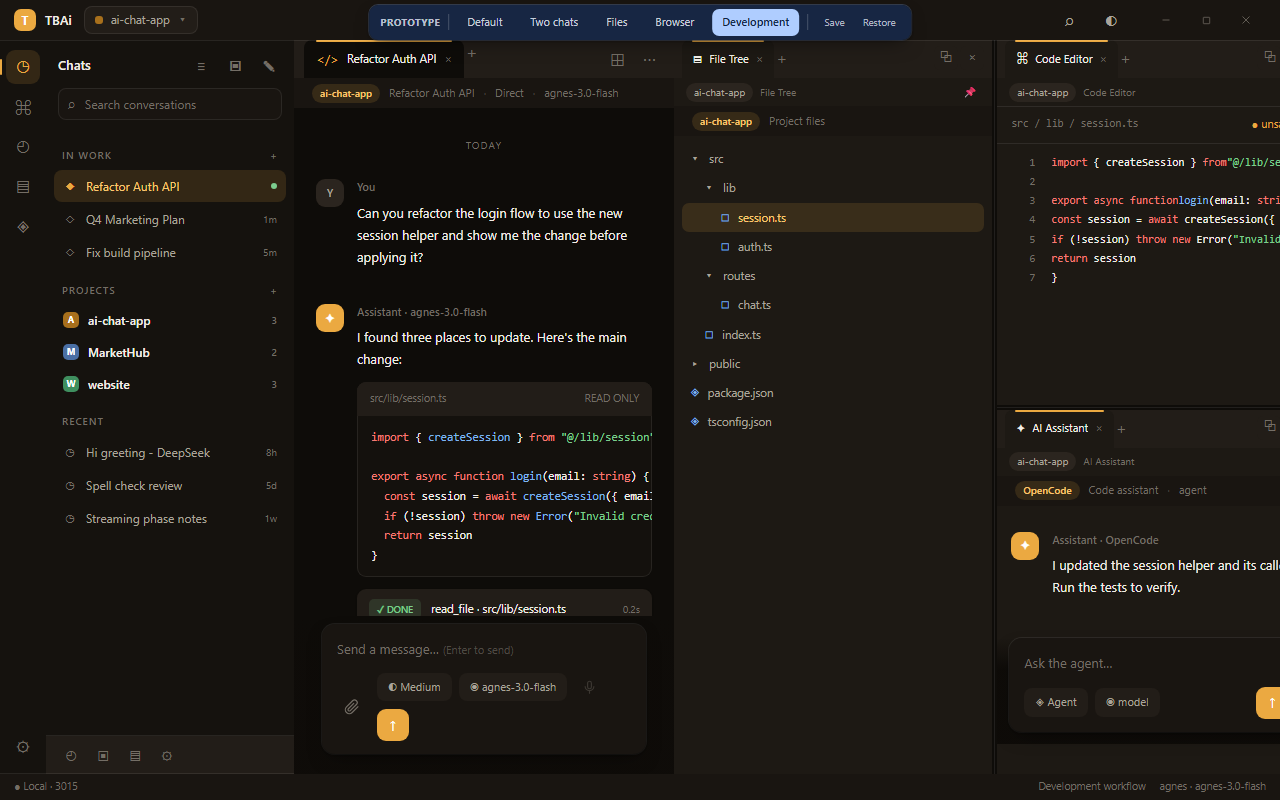 T TBAi ai-chat-app
PROTOTYPE Default Two chats Files Browser Development Save Restore
Chats
Search conversations
IN WORK +
Refactor Auth API
Q4 Marketing Plan 1m
Fix build pipeline 5m
PROJECTS +
A ai-chat-app 3
M MarketHub 2
W website 3
RECENT
Hi greeting - DeepSeek 8h
Spell check review 5d
Streaming phase notes 1w
</> Refactor Auth API × +
ai-chat-app Refactor Auth API · Direct · agnes-3.0-flash
TODAY
Y You
Can you refactor the login flow to use the new
session helper and show me the change before
applying it?
Assistant · agnes-3.0-flash
I found three places to update. Here's the main
change:
src/lib/session.ts READ ONLY
import { createSession } from "@/lib/session"
export async function login(email: string) {
const session = await createSession({ emai
if (!session) throw new Error("Invalid cred
return session
}
✓ DONE read_file · src/lib/session.ts 0.2s
Send a message... (Enter to send)
Medium agnes-3.0-flash
↑
File Tree × +
ai-chat-app File Tree
ai-chat-app Project files
src
lib
session.ts
auth.ts
routes
chat.ts
index.ts
public
package.json
tsconfig.json
Code Editor × +
ai-chat-app Code Editor
src / lib / session.ts ● unsa
1 import { createSession } from"@/lib/se
2
3 export async functionlogin(email: stri
4 const session = await createSession({
5 if (!session) throw new Error("Invalid
6 return session
7 }
AI Assistant × +
ai-chat-app AI Assistant
OpenCode Code assistant · agent
Assistant · OpenCode
I updated the session helper and its calle
Run the tests to verify.
Ask the agent...
Agent model ↑
● Local · 3015
Development workflow agnes · agnes-3.0-flash